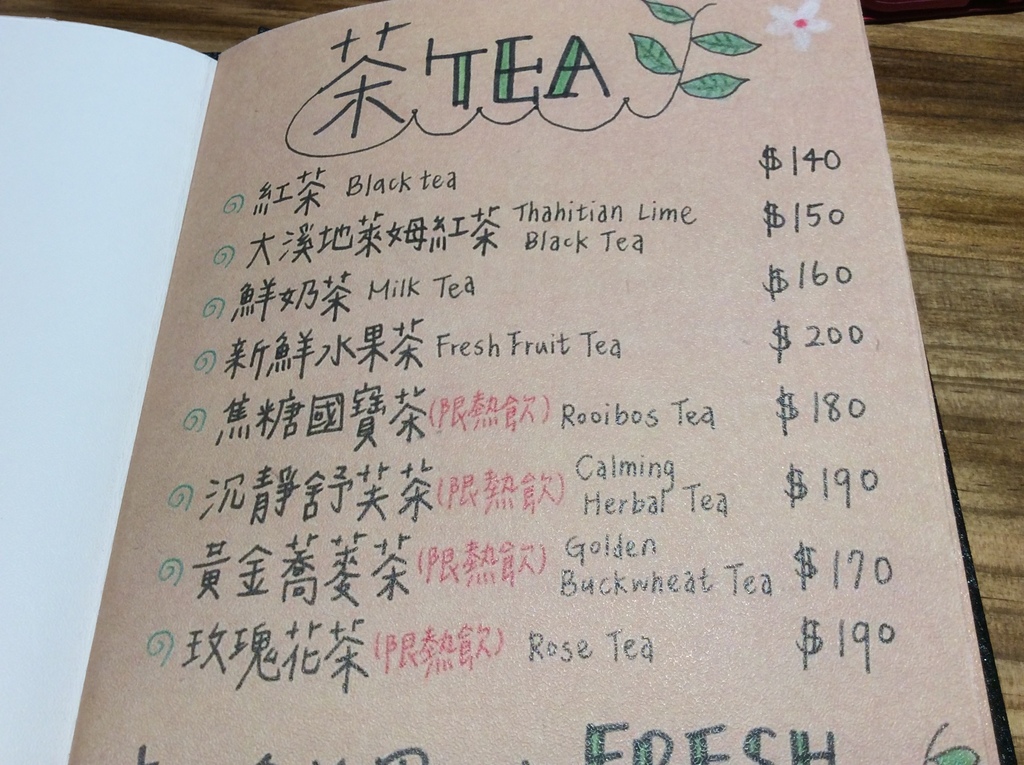 茶 TEA
紅茶 Black tea $140
大溪地萊姆紅茶 Thahitian Lime Black Tea $150
鮮奶茶 Milk Tea $160
新鮮水果茶 Fresh Fruit Tea $200
焦糖國寶茶(限熱飲) Rooibos Tea $180
沉靜舒芙茶(限熱飲) Calming Herbal Tea $190
黃金蕎麥茶(限熱飲) Golden Buckwheat Tea $170
玫瑰花茶(限熱飲) Rose Tea $190
FRESH